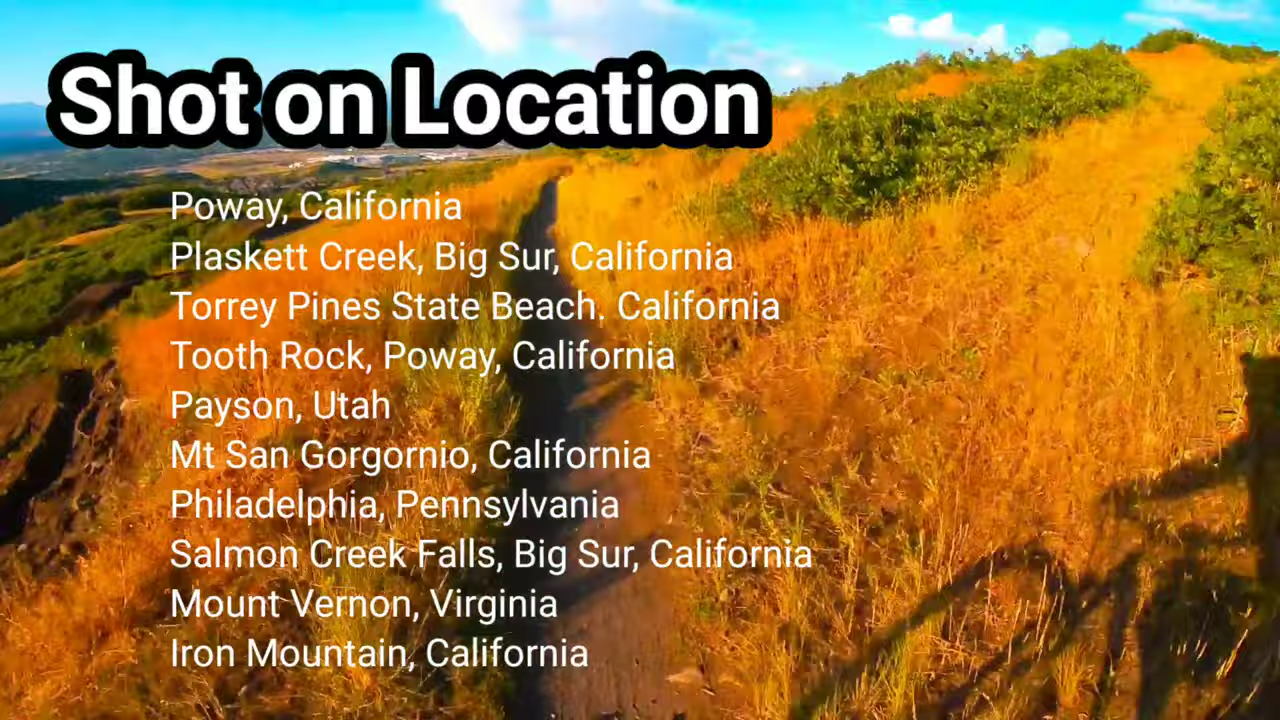 Shot on Location
Poway, California
Plaskett Creek, Big Sur, California
Torrey Pines State Beach. California
Tooth Rock, Poway, California
Payson, Utah
Mt San Gorgornio, California
Philadelphia, Pennsylvania
Salmon Creek Falls, Big Sur, California
Mount Vernon, Virginia
Iron Mountain, California